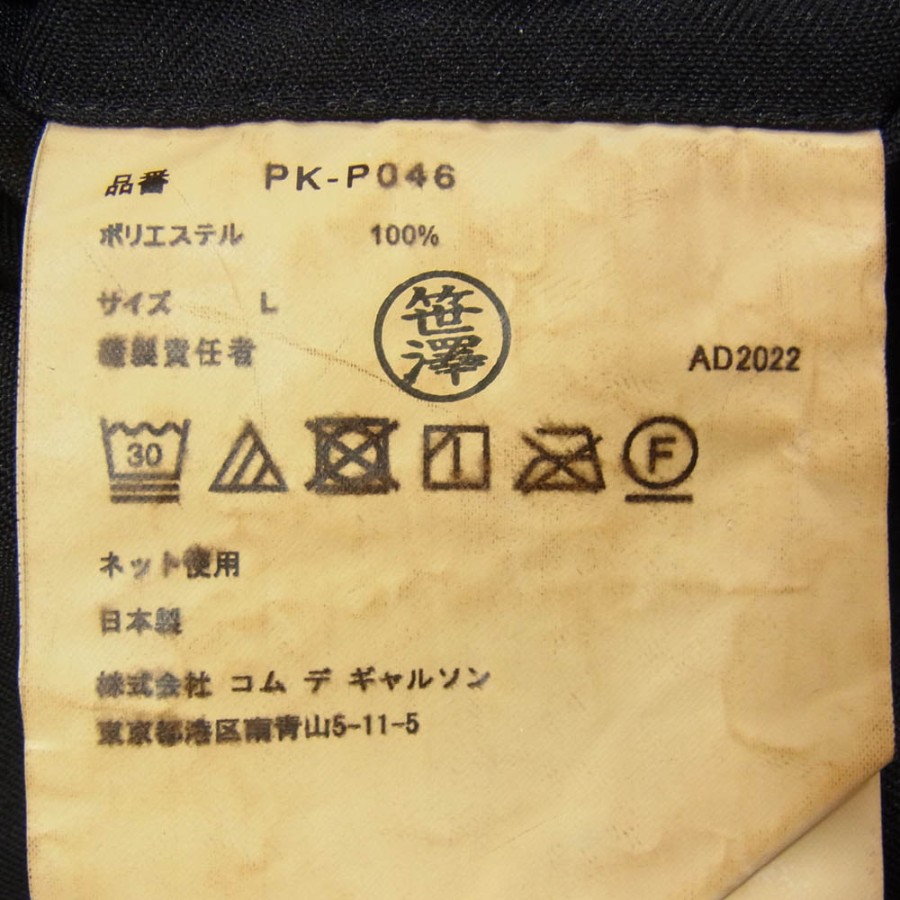 品番 PK-P046
ポリエステル 100%
サイズ L
縫製責任者 笹澤 AD2022
30 F
ネット使用
日本製
株式会社 コム デ ギャルソン
東京都港区南青山5-11-5